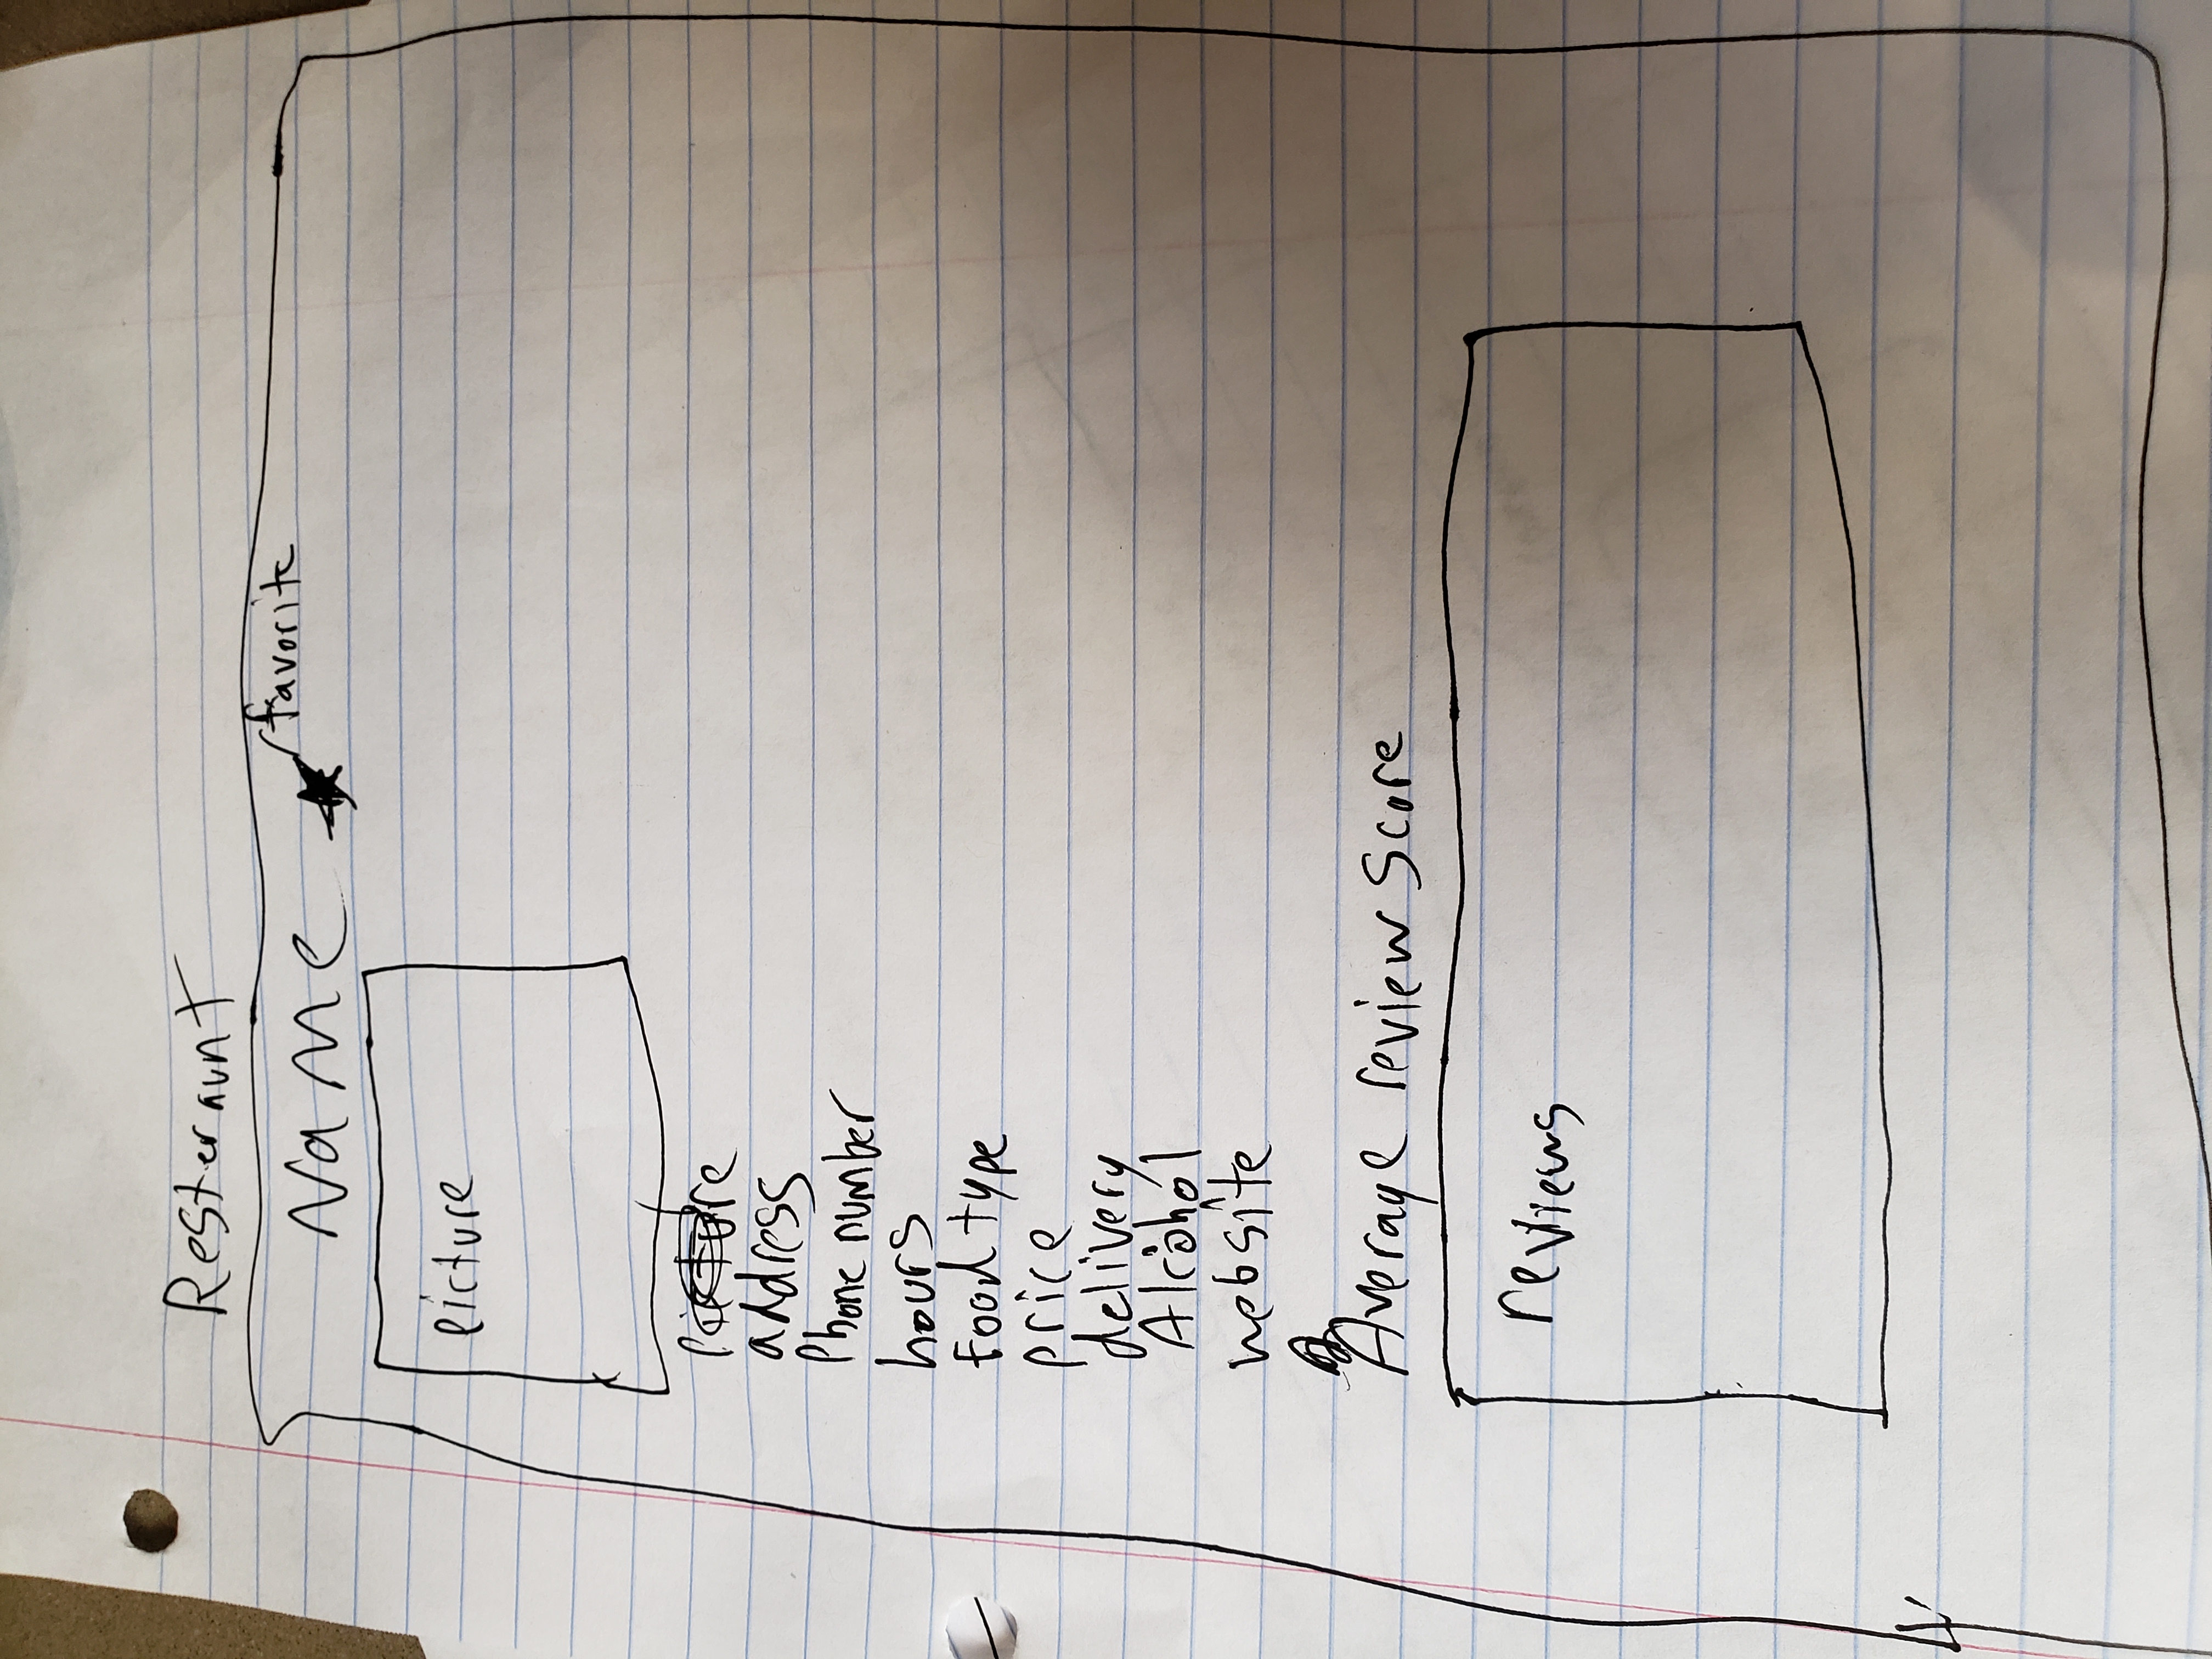 Resteraunt
Name ★ favorite
picture
picture
address
Phone number
hours
Food type
price
delivery
Alcohol
website
Average review Score
reviews